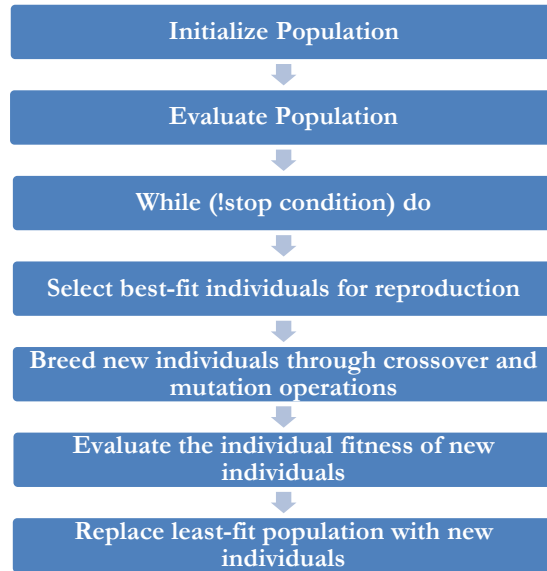 Initialize Population
Evaluate Population
While (!stop condition) do
Select best-fit individuals for reproduction
Breed new individuals through crossover and
mutation operations
Evaluate the individual fitness of new
individuals
Replace least-fit population with new
individuals